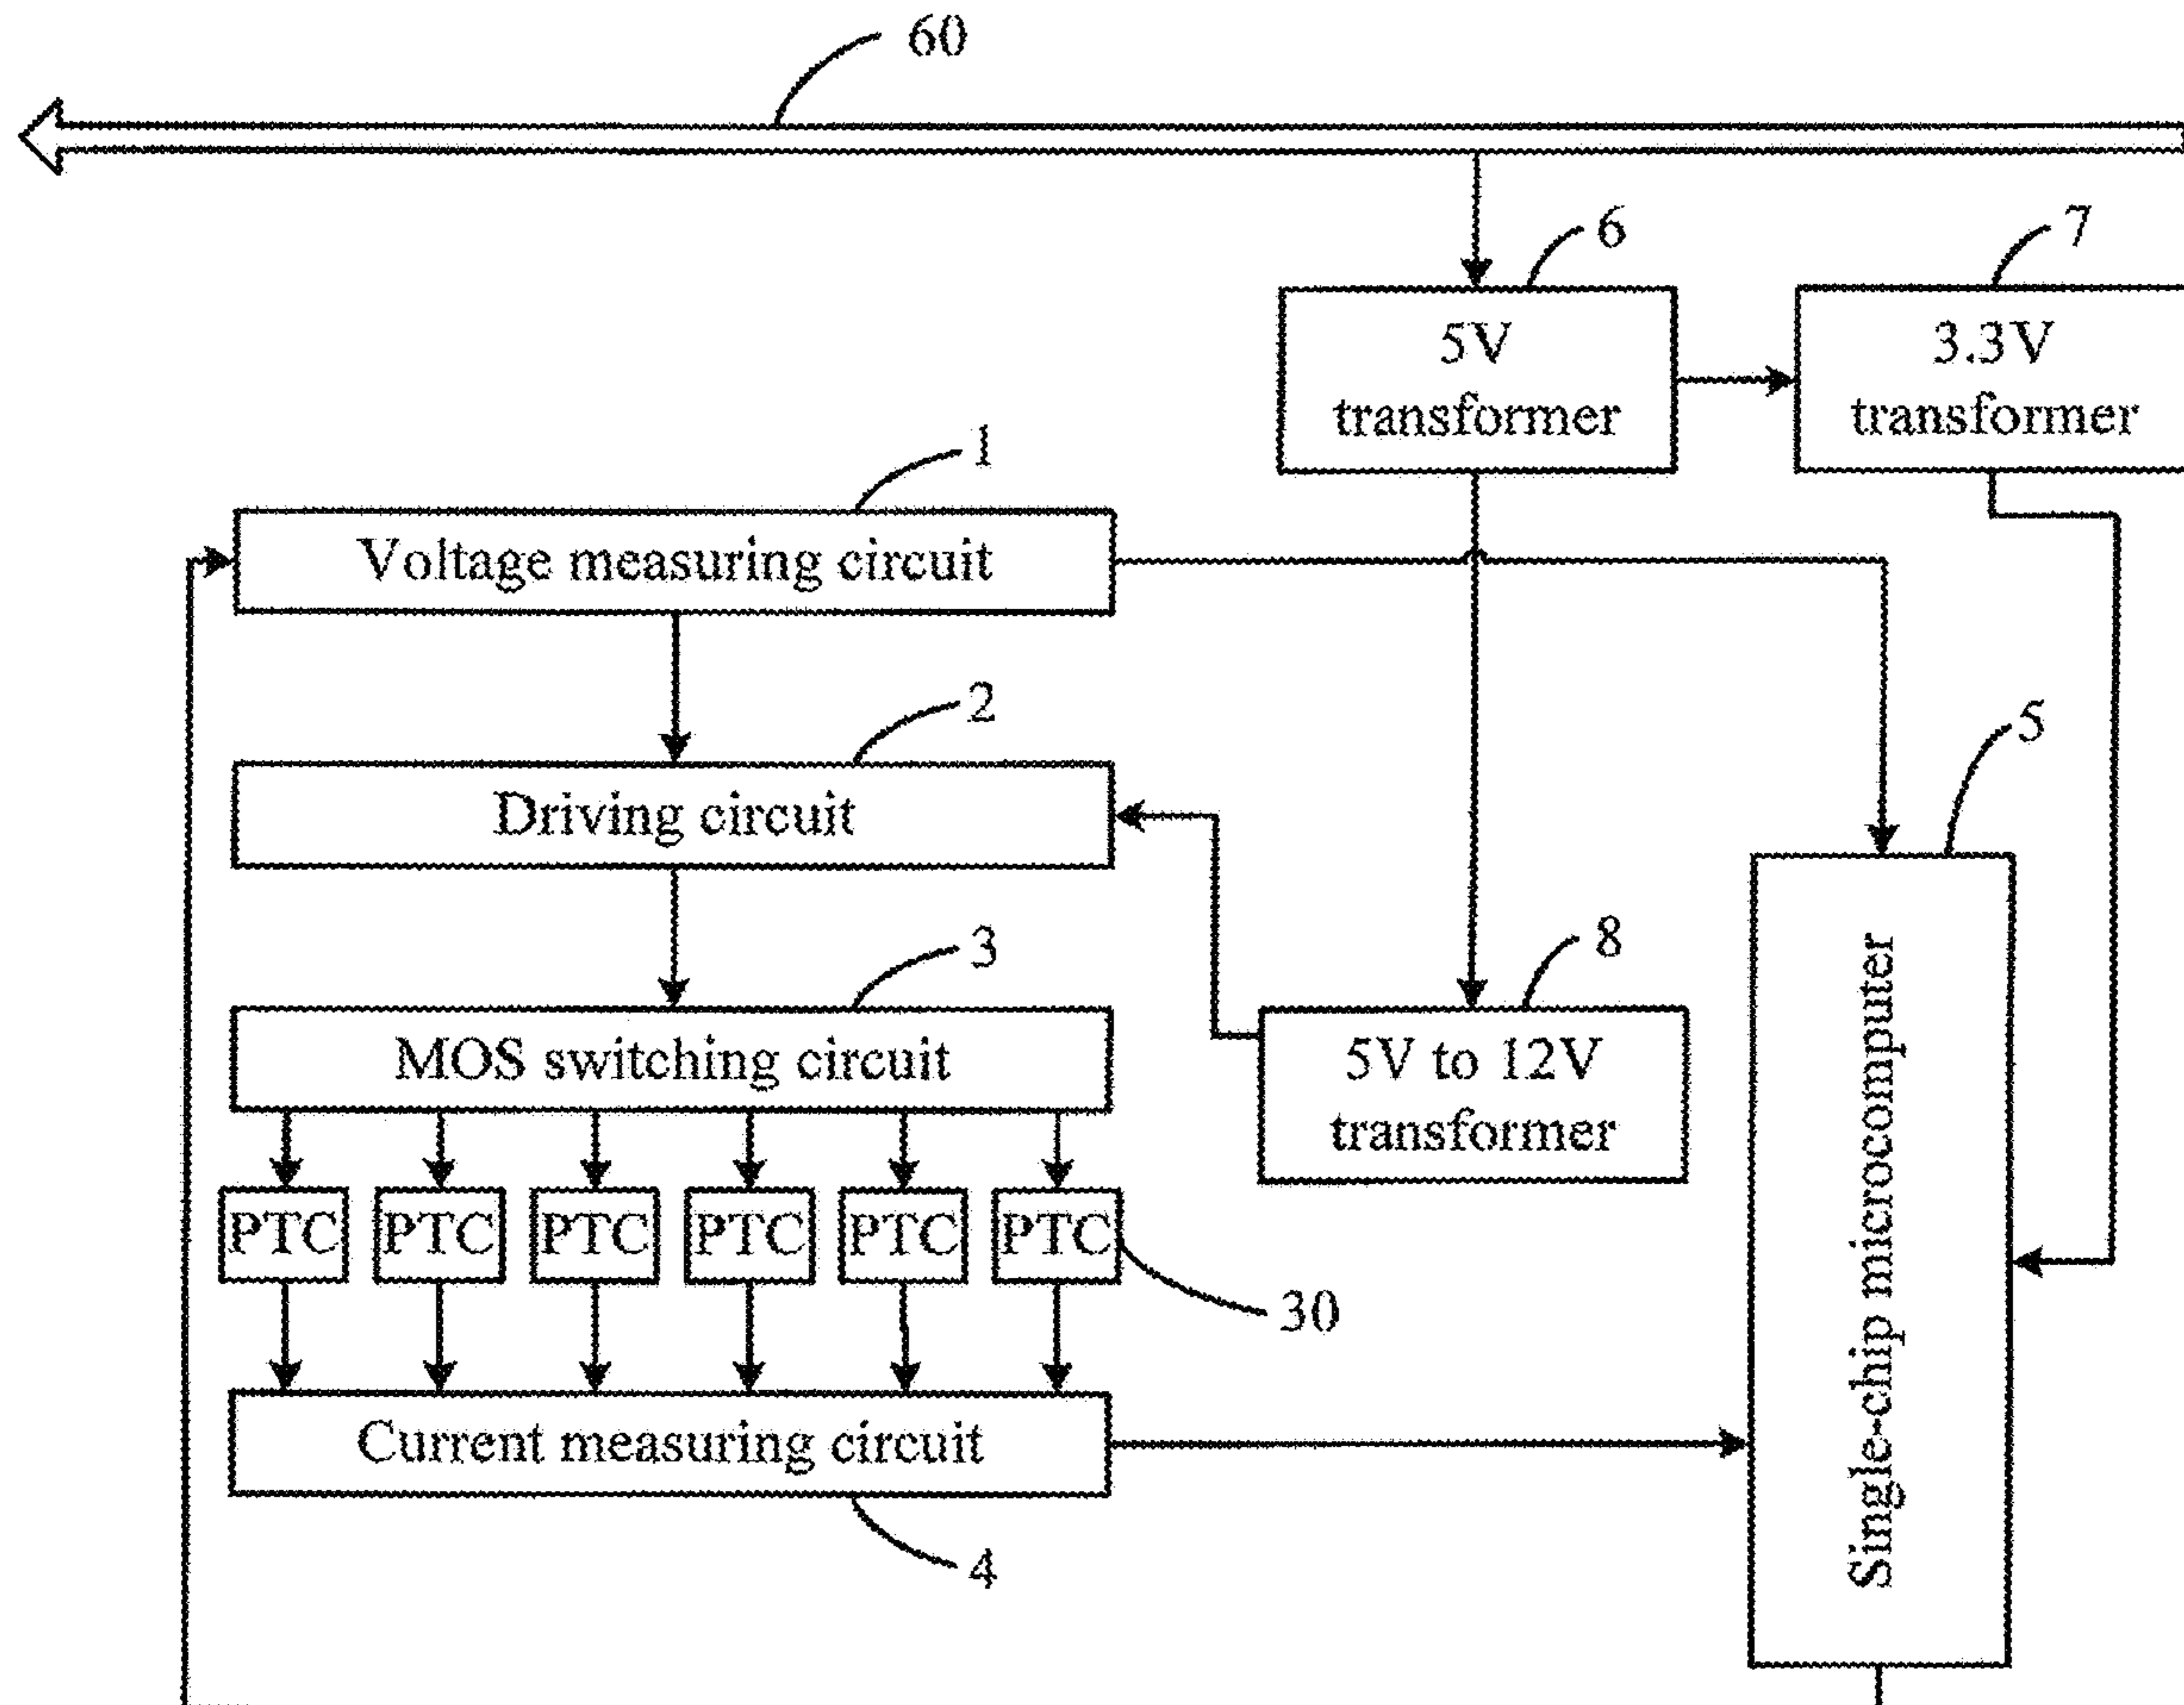 60
6
7
5V
transformer
3.3V
transformer
1
Voltage measuring circuit
2
Driving circuit
5
3
MOS switching circuit
8
5V to 12V
transformer
Single-chip microcomputer
PTC PTC PTC PTC PTC PTC
30
Current measuring circuit
4